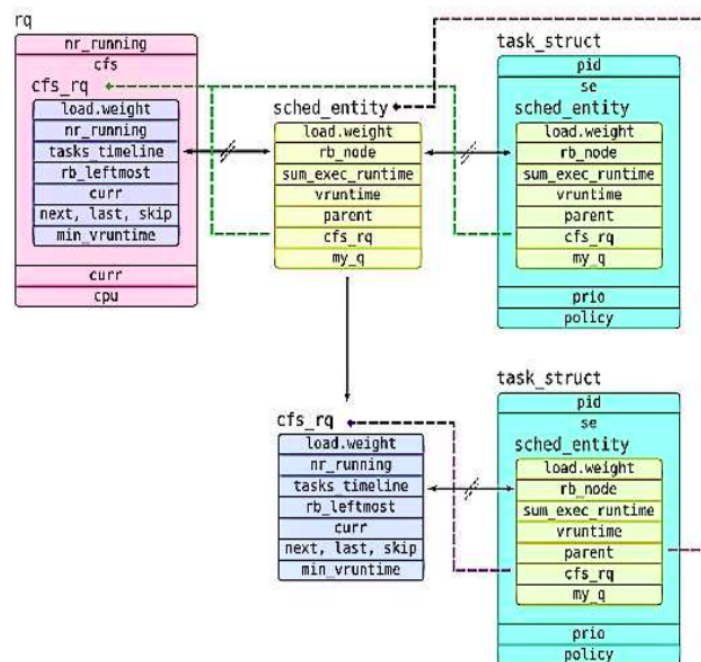 rq
nr_running
cfs
cfs_rq
load.weight
nr_running
tasks_timeline
rb_leftmost
curr
next, last, skip
min_vruntime
curr
cpu
sched_entity
load.weight
rb_node
sum_exec_runtime
vruntime
parent
cfs_rq
my_q
task_struct
pid
se
sched_entity
load.weight
rb_node
sum_exec_runtime
vruntime
parent
cfs_rq
my_q
prio
policy
cfs_rq
load.weight
nr_running
tasks_timeline
rb_leftmost
curr
next, last, skip
min_vruntime
task_struct
pid
se
sched_entity
load.weight
rb_node
sum_exec_runtime
vruntime
parent
cfs_rq
my_q
prio
policy